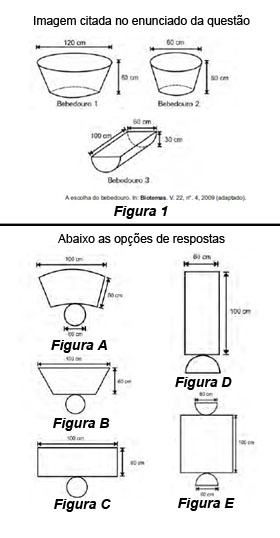 Imagem citada no enunciado da questão
120 cm
60 cm
60 cm
60 cm
Bebedouro 1
Bebedouro 2
60 cm
100 cm
30 cm
Bebedouro 3
A escolha do bebedouro. In: Biotemas. V. 22, nº. 4, 2009 (adaptado).
Figura 1
Abaixo as opções de respostas
100 cm
60 cm
60 cm
Figura A
100 cm
60 cm
Figura B
100 cm
60 cm
Figura C
60 cm
100 cm
Figura D
60 cm
100 cm
60 cm
Figura E